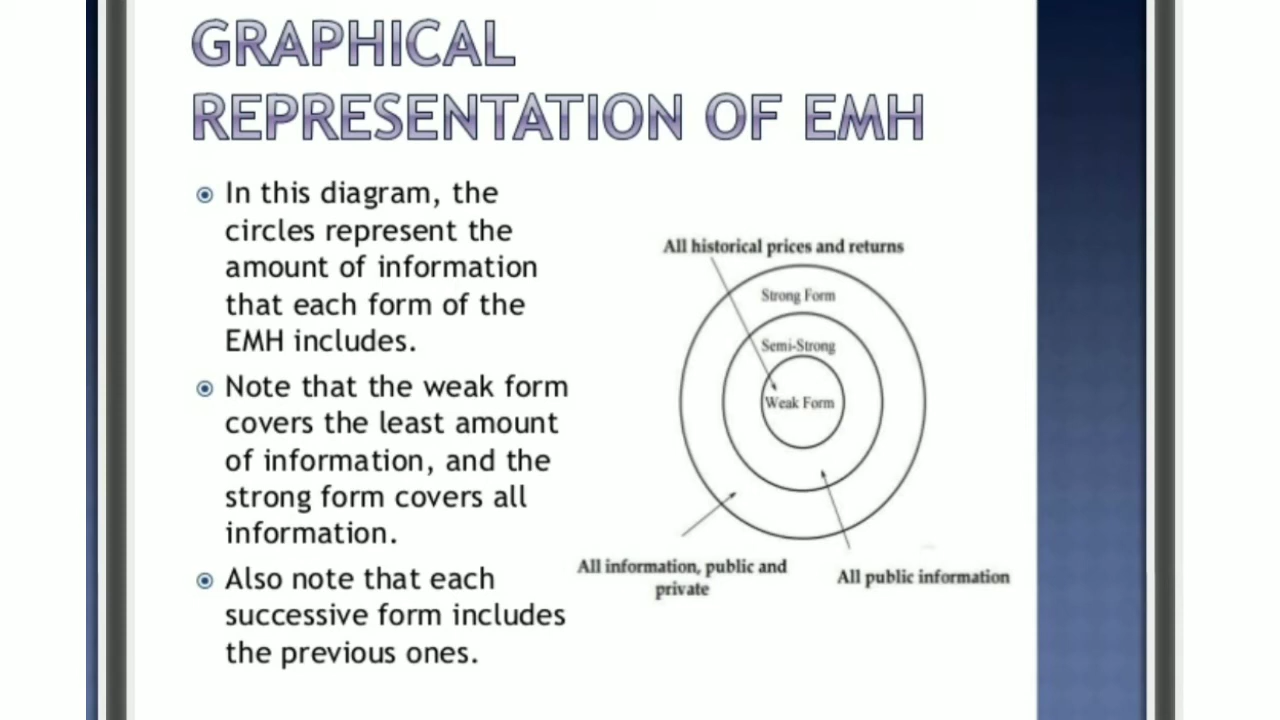 GRAPHICAL
REPRESENTATION OF EMH
In this diagram, the
circles represent the
amount of information
that each form of the
EMH includes.
Note that the weak form
covers the least amount
of information, and the
strong form covers all
information.
Also note that each
successive form includes
the previous ones.
All historical prices and returns
Strong Form
Semi-Strong
Weak Form
All information, public and
private
All public information